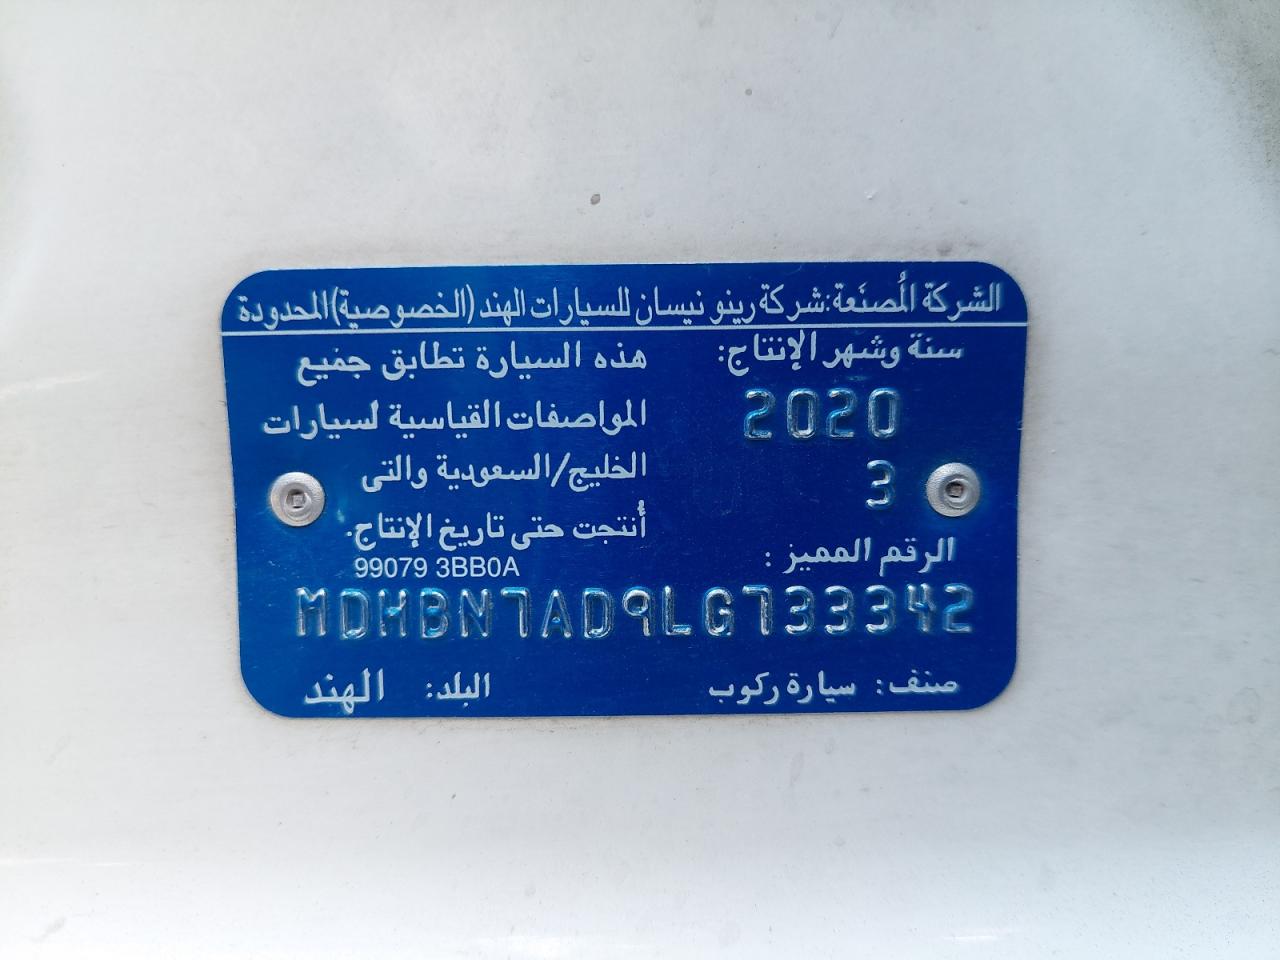 الشركة المُصنَعة:شركة رينو نيسان للسيارات الهند (الخصوصية) المحدودة
سنة وشهر الإنتاج:
2020
3
هذه السيارة تطابق جميع
المواصفات القياسية لسيارات
الخليج/السعودية والتى
أُنتجت حتى تاريخ الإنتاج.
الرقم المميز :
99079 3BB0A
MDHBN7AD9LG733342
صنف: سيارة ركوب
البلد: الهند